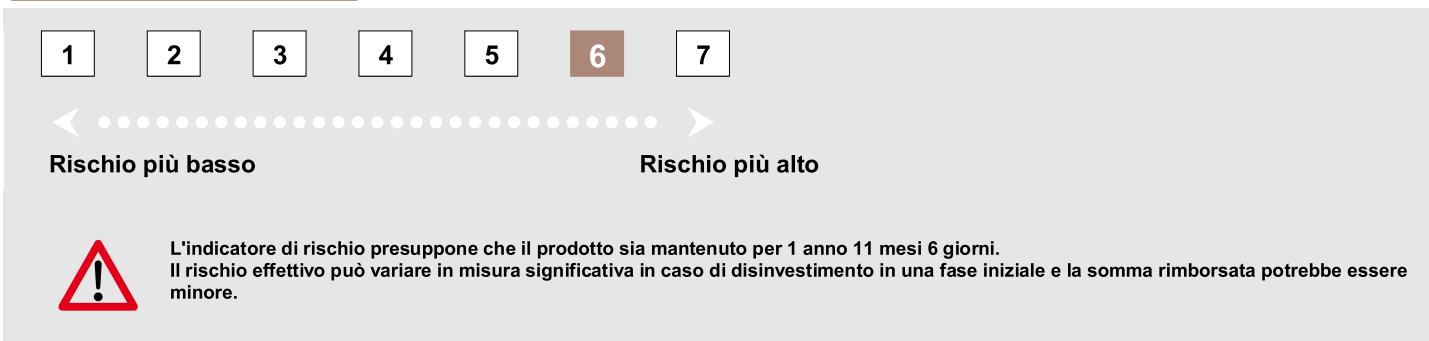 1 2 3 4 5 6 7
Rischio più basso Rischio più alto
L'indicatore di rischio presuppone che il prodotto sia mantenuto per 1 anno 11 mesi 6 giorni.
Il rischio effettivo può variare in misura significativa in caso di disinvestimento in una fase iniziale e la somma rimborsata potrebbe essere
minore.